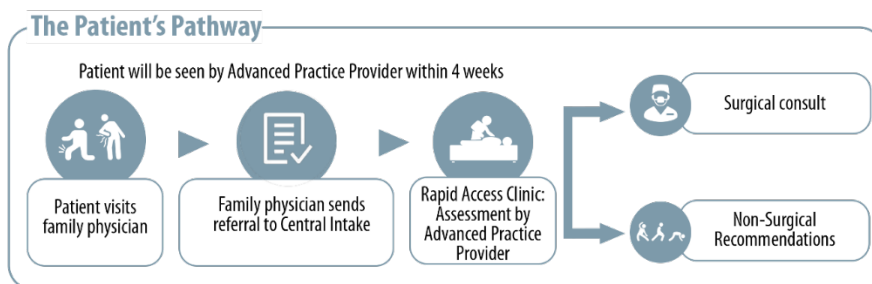 The Patient's Pathway
Patient will be seen by Advanced Practice Provider within 4 weeks
Patient visits
family physician
Family physician sends
referral to Central Intake
Rapid Access Clinic:
Assessment by
Advanced Practice
Provider
Surgical consult
Non-Surgical
Recommendations